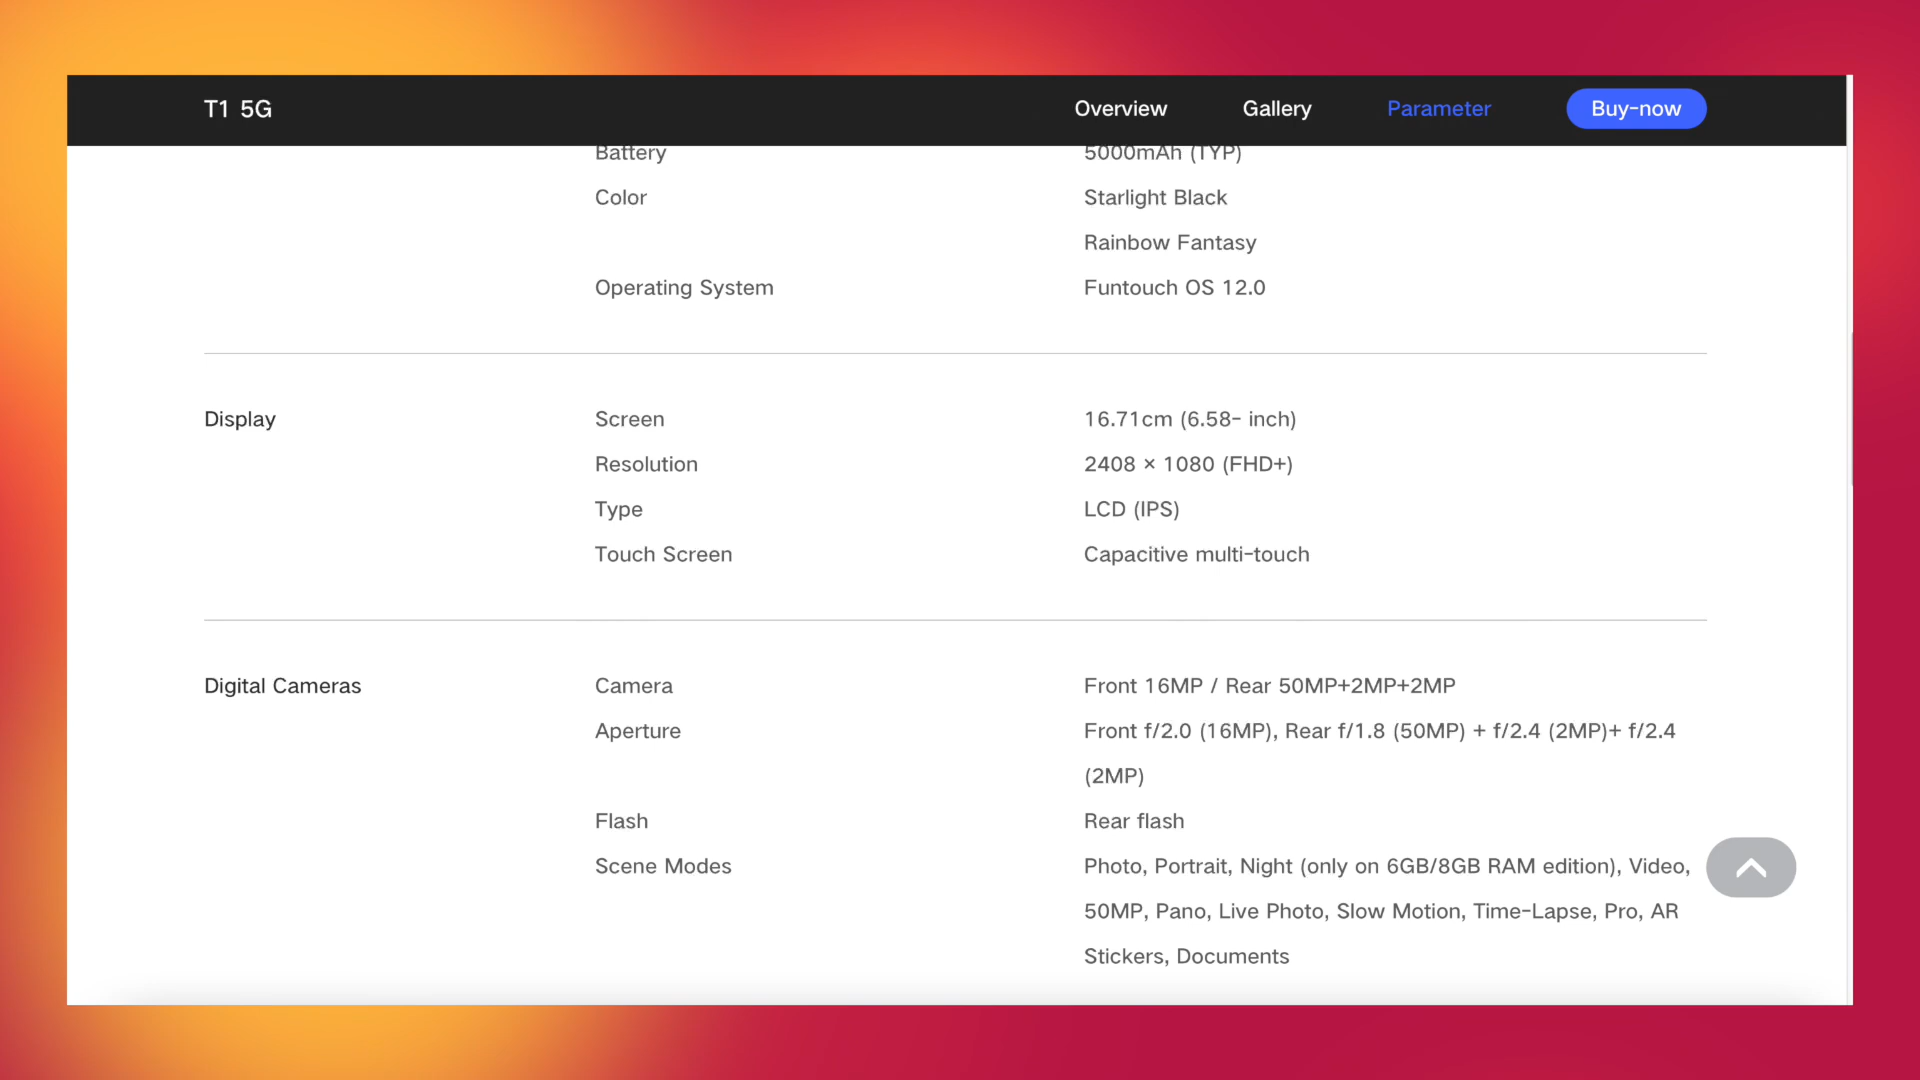 T1 5G Overview Gallery Parameter Buy-now
Battery 5000mAh (TYP)
Color Starlight Black
Rainbow Fantasy
Operating System Funtouch OS 12.0
Display Screen 16.71cm (6.58- inch)
Resolution 2408 × 1080 (FHD+)
Type LCD (IPS)
Touch Screen Capacitive multi-touch
Digital Cameras Camera Front 16MP / Rear 50MP+2MP+2MP
Aperture Front f/2.0 (16MP), Rear f/1.8 (50MP) + f/2.4 (2MP)+ f/2.4
(2MP)
Flash Rear flash
Scene Modes Photo, Portrait, Night (only on 6GB/8GB RAM edition), Video,
50MP, Pano, Live Photo, Slow Motion, Time-Lapse, Pro, AR
Stickers, Documents